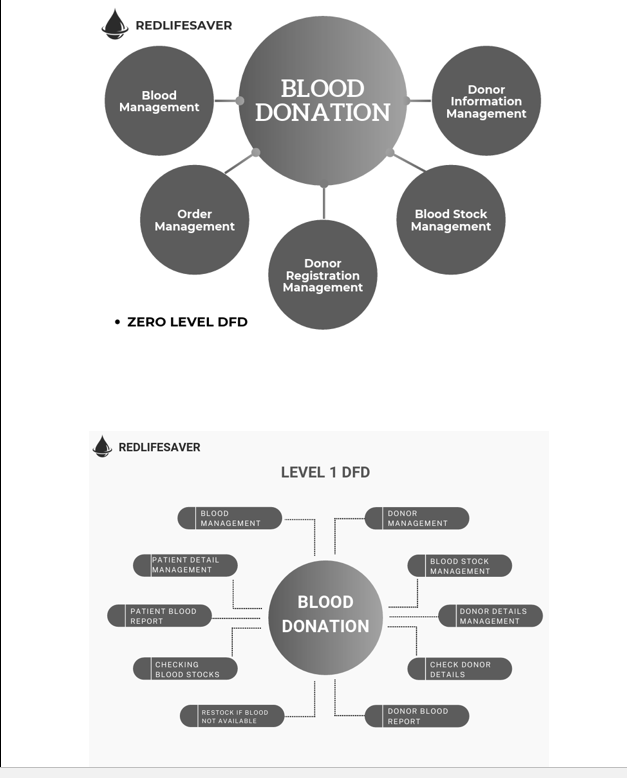 REDLIFESAVER
BLOOD
DONATION
Blood
Management
Donor
Information
Management
Order
Management
Blood Stock
Management
Donor
Registration
Management
• ZERO LEVEL DFD
REDLIFESAVER
LEVEL 1 DFD
BLOOD
MANAGEMENT
DONOR
MANAGEMENT
PATIENT DETAIL
MANAGEMENT
BLOOD STOCK
MANAGEMENT
BLOOD
DONATION
PATIENT BLOOD
REPORT
DONOR DETAILS
MANAGEMENT
CHECKING
BLOOD STOCKS
CHECK DONOR
DETAILS
RESTOCK IF BLOOD
NOT AVAILABLE
DONOR BLOOD
REPORT